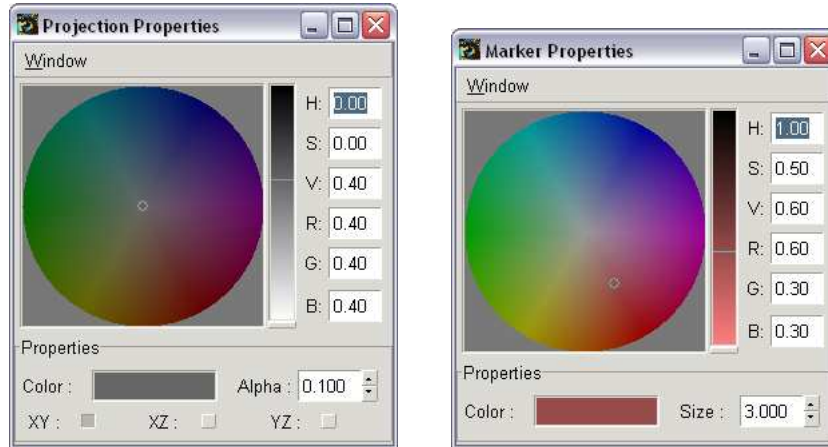 Projection Properties
Window
H: 0.00
S: 0.00
V: 0.40
R: 0.40
G: 0.40
B: 0.40
Properties
Color : Alpha : 0.100
XY : XZ : YZ :
Marker Properties
Window
H: 1.00
S: 0.50
V: 0.60
R: 0.60
G: 0.30
B: 0.30
Properties
Color : Size : 3.000